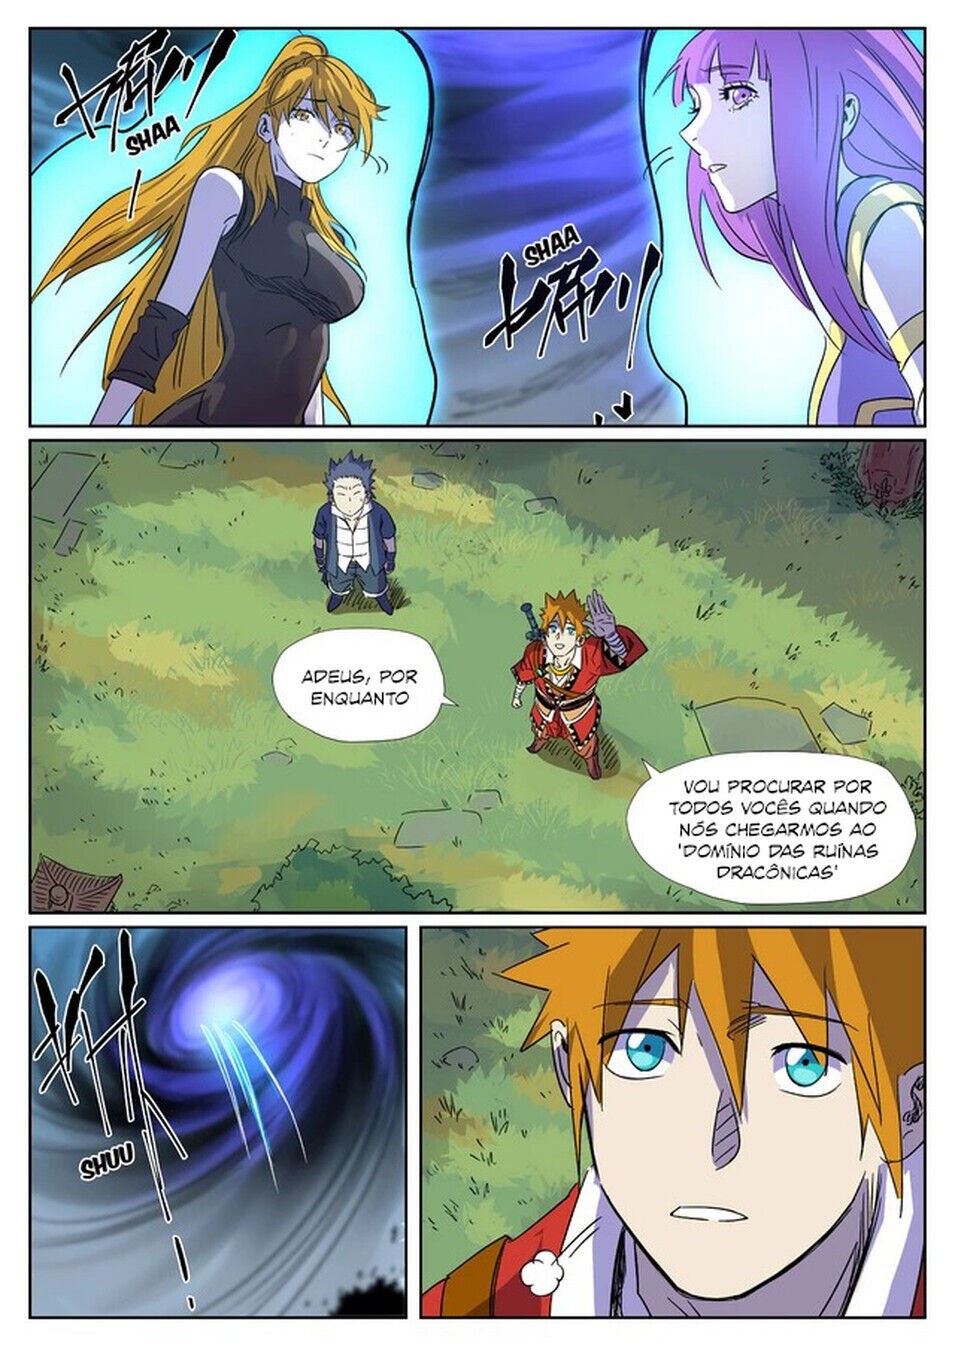 SHAA
SHAA
ADEUS, POR
ENQUANTO
VOU PROCURAR POR
TODOS VOCÊS QUANDO
NÓS CHEGARMOS AO
'DOMÍNIO DAS RUÍNAS
DRACÔNICAS'
SHUU